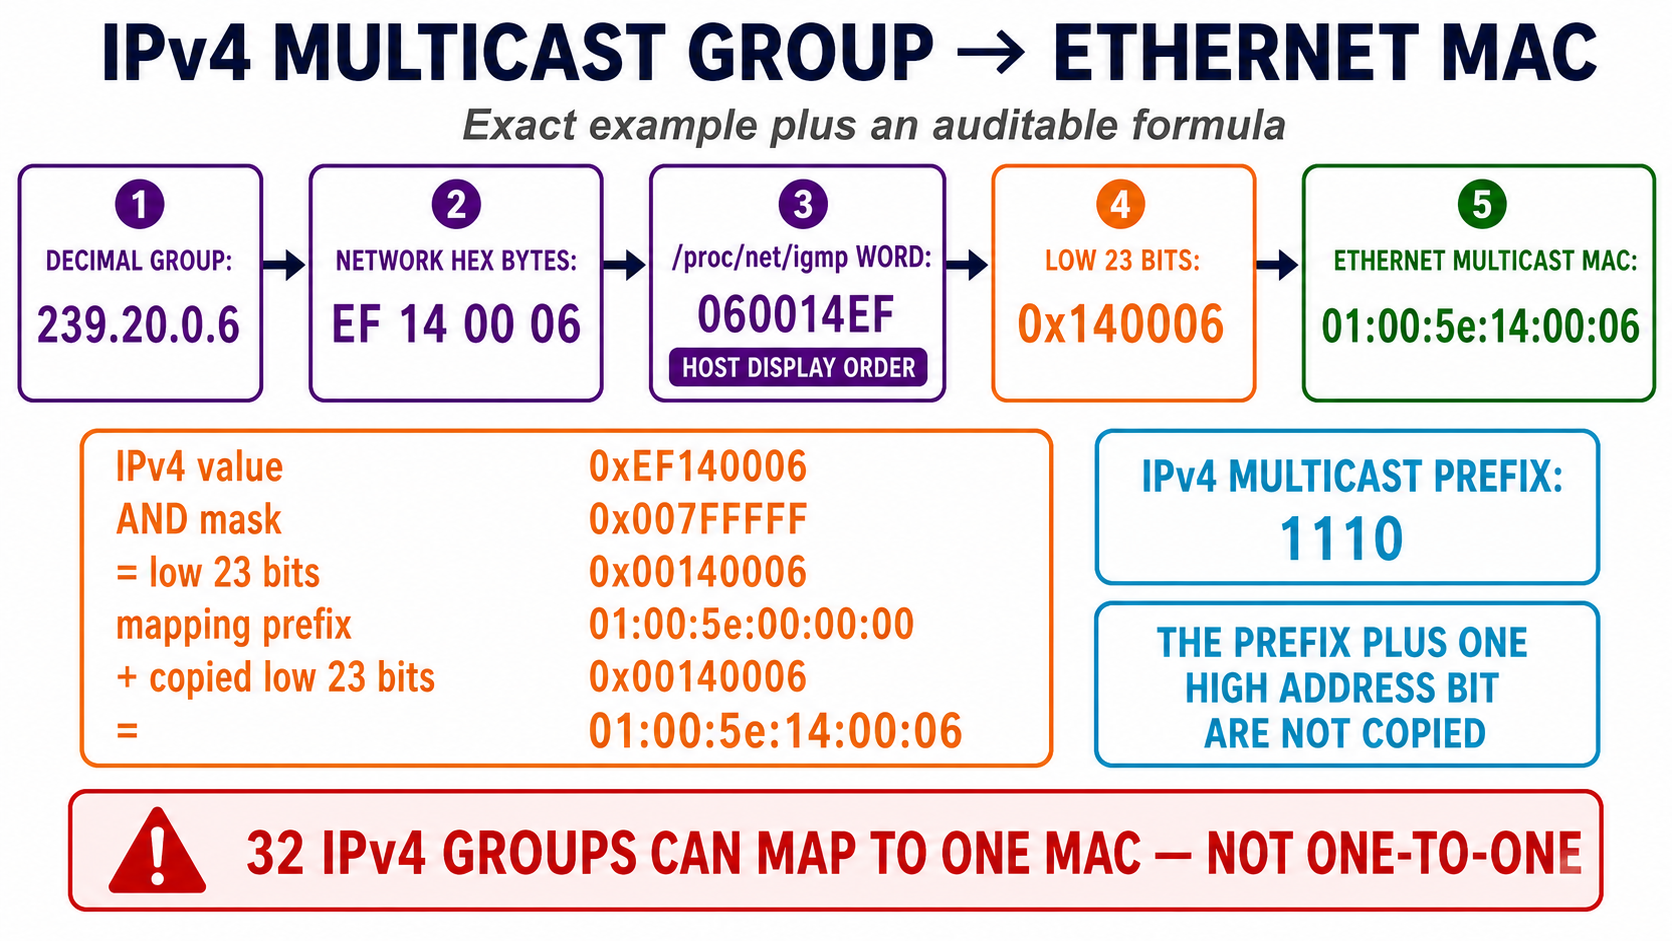 IPv4 MULTICAST GROUP → ETHERNET MAC
Exact example plus an auditable formula
1
DECIMAL GROUP:
239.20.0.6
2
NETWORK HEX BYTES:
EF 14 00 06
3
/proc/net/igmp WORD:
060014EF
HOST DISPLAY ORDER
4
LOW 23 BITS:
0x140006
5
ETHERNET MULTICAST MAC:
01:00:5e:14:00:06
IPv4 value 0xEF140006
AND mask 0x007FFFFF
= low 23 bits 0x00140006
mapping prefix 01:00:5e:00:00:00
+ copied low 23 bits 0x00140006
= 01:00:5e:14:00:06
IPv4 MULTICAST PREFIX:
1110
THE PREFIX PLUS ONE
HIGH ADDRESS BIT
ARE NOT COPIED
32 IPv4 GROUPS CAN MAP TO ONE MAC — NOT ONE-TO-ONE